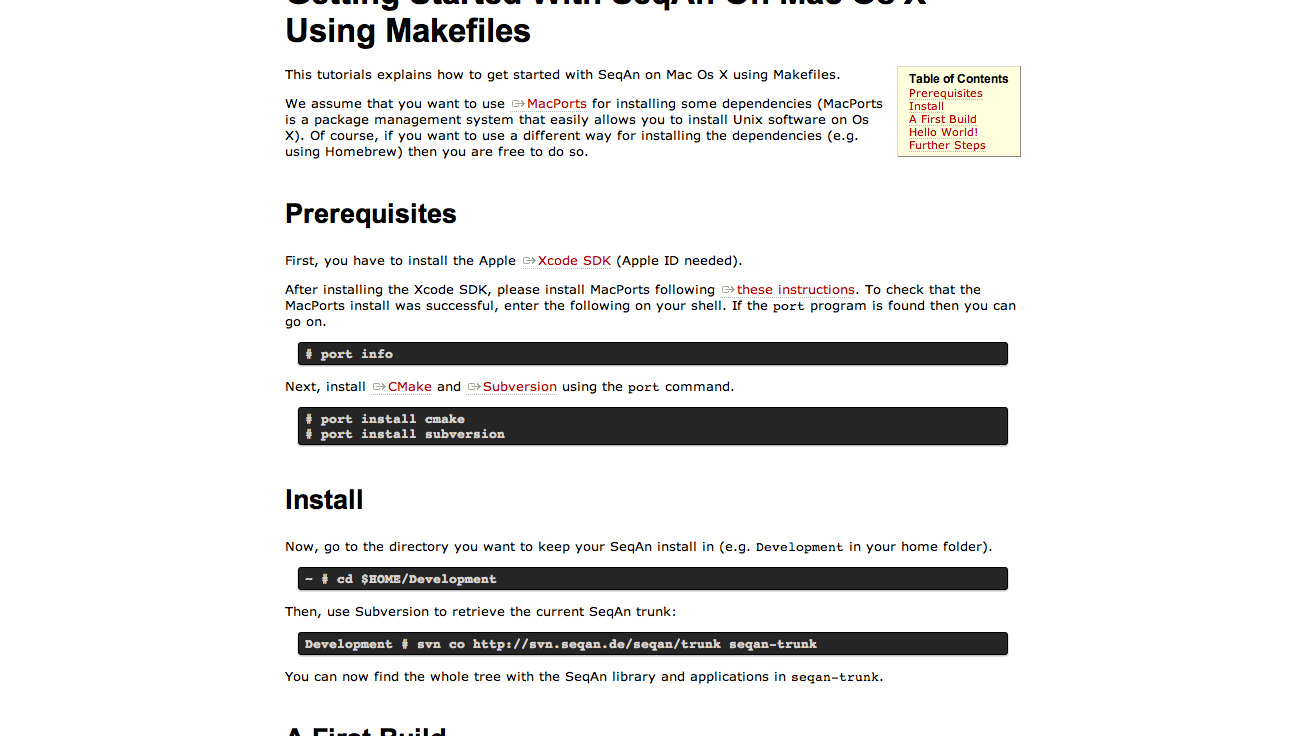 Getting Started With SeqAn On Mac Os X
Using Makefiles
This tutorials explains how to get started with SeqAn on Mac Os X using Makefiles.
We assume that you want to use MacPorts for installing some dependencies (MacPorts
is a package management system that easily allows you to install Unix software on Os
X). Of course, if you want to use a different way for installing the dependencies (e.g.
using Homebrew) then you are free to do so.
Table of Contents
Prerequisites
Install
A First Build
Hello World!
Further Steps
Prerequisites
First, you have to install the Apple Xcode SDK (Apple ID needed).
After installing the Xcode SDK, please install MacPorts following these instructions. To check that the
MacPorts install was successful, enter the following on your shell. If the port program is found then you can
go on.
# port info
Next, install CMake and Subversion using the port command.
# port install cmake
# port install subversion
Install
Now, go to the directory you want to keep your SeqAn install in (e.g. Development in your home folder).
~ # cd $HOME/Development
Then, use Subversion to retrieve the current SeqAn trunk:
Development # svn co http://svn.seqan.de/seqan/trunk seqan-trunk
You can now find the whole tree with the SeqAn library and applications in seqan-trunk.
A First Build